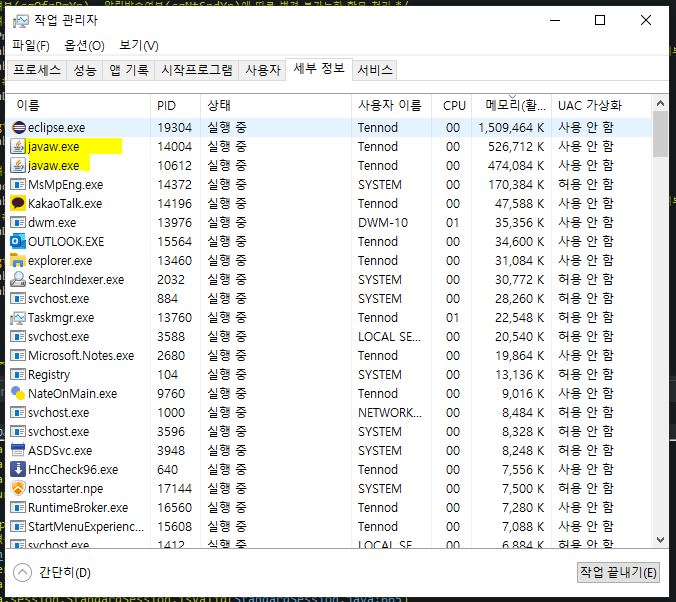 작업 관리자
파일(F) 옵션(O) 보기(V)
프로세스 성능 앱 기록 시작프로그램 사용자 세부 정보 서비스
이름 PID 상태 사용자 이름 CPU 메모리(활... UAC 가상화
eclipse.exe 19304 실행 중 Tennod 00 1,509,464 K 사용 안 함
javaw.exe 14004 실행 중 Tennod 00 526,712 K 사용 안 함
javaw.exe 10612 실행 중 Tennod 00 474,084 K 사용 안 함
MsMpEng.exe 14372 실행 중 SYSTEM 00 170,384 K 허용 안 함
KakaoTalk.exe 14196 실행 중 Tennod 00 47,588 K 사용 안 함
dwm.exe 13976 실행 중 DWM-10 01 35,356 K 사용 안 함
OUTLOOK.EXE 15564 실행 중 Tennod 00 34,600 K 사용 안 함
explorer.exe 13460 실행 중 Tennod 00 31,084 K 사용 안 함
SearchIndexer.exe 2032 실행 중 SYSTEM 00 30,772 K 허용 안 함
svchost.exe 884 실행 중 SYSTEM 00 28,260 K 허용 안 함
Taskmgr.exe 13760 실행 중 Tennod 01 22,548 K 허용 안 함
svchost.exe 3588 실행 중 LOCAL SE... 00 20,540 K 허용 안 함
Microsoft.Notes.exe 2680 실행 중 Tennod 00 19,864 K 사용 안 함
Registry 104 실행 중 SYSTEM 00 13,136 K 허용 안 함
NateOnMain.exe 9760 실행 중 Tennod 00 9,016 K 사용 안 함
svchost.exe 1000 실행 중 NETWORK... 00 8,484 K 허용 안 함
svchost.exe 3596 실행 중 SYSTEM 00 8,328 K 허용 안 함
ASDSvc.exe 3948 실행 중 SYSTEM 00 8,248 K 허용 안 함
HncCheck96.exe 640 실행 중 Tennod 00 7,556 K 사용 안 함
nosstarter.npe 17144 실행 중 SYSTEM 00 7,500 K 허용 안 함
RuntimeBroker.exe 16560 실행 중 Tennod 00 7,280 K 사용 안 함
StartMenuExperienc... 15608 실행 중 Tennod 00 7,088 K 사용 안 함
svchost.exe 1412 실행 중 LOCAL SE... 00 6,884 K 허용 안 함
간단히(D) 작업 끝내기(E)